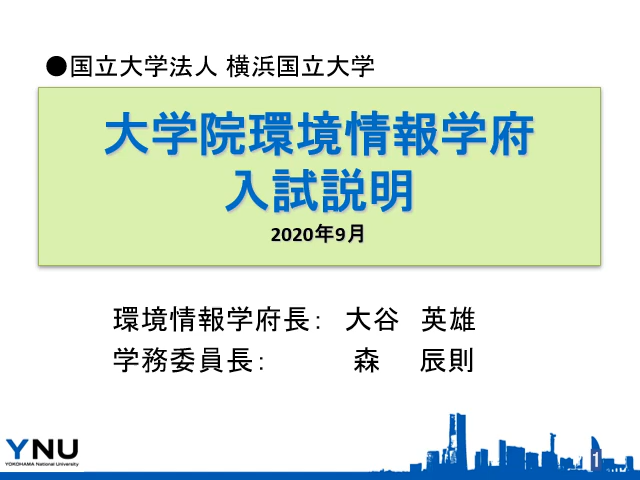 ●国立大学法人 横浜国立大学
大学院環境情報学府
入試説明
2020年9月
環境情報学府長： 大谷 英雄
学務委員長： 森 辰則
YNU
YOKOHAMA National University
1